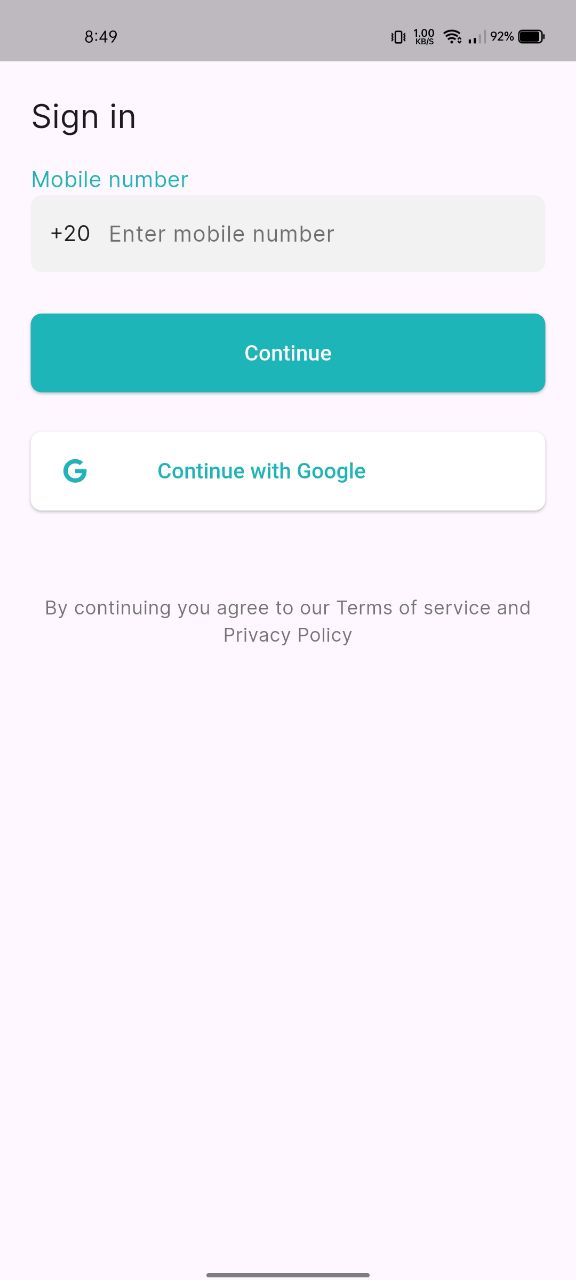 8:49 1.00 KB/S 92%
Sign in
Mobile number
+20 Enter mobile number
Continue
G Continue with Google
By continuing you agree to our Terms of service and
Privacy Policy